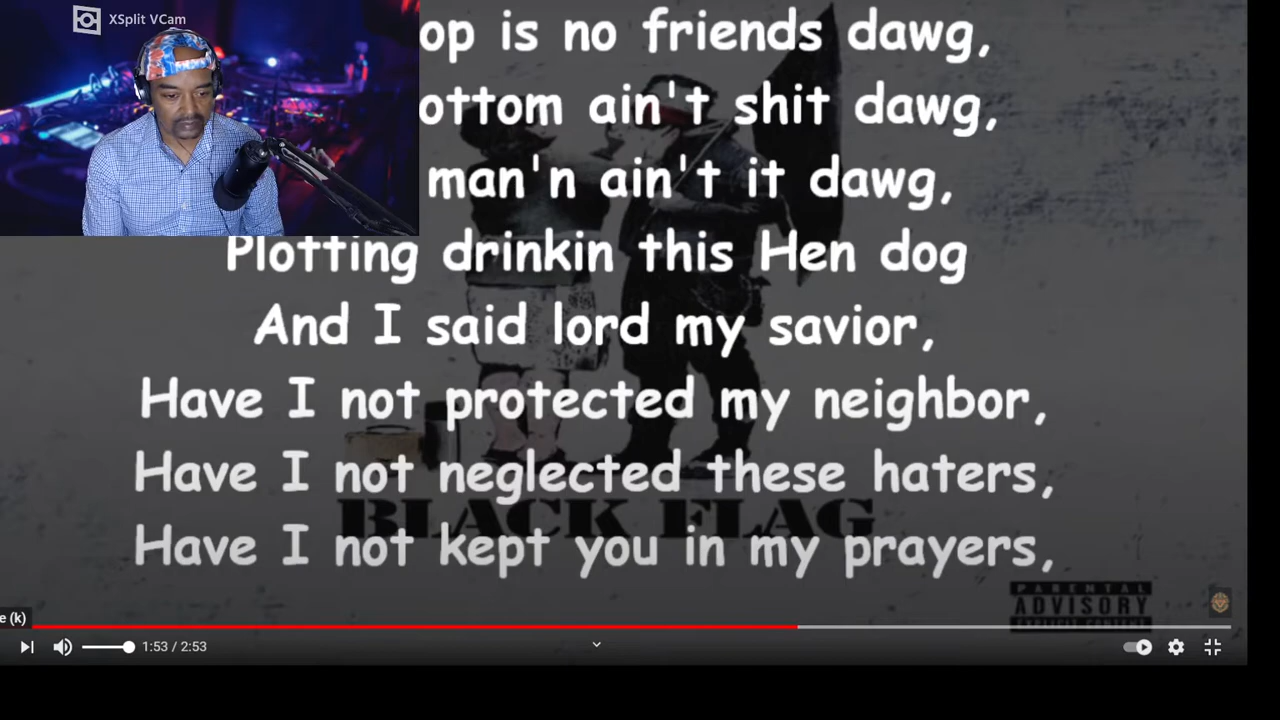 XSplit VCam
op is no friends dawg,
ottom ain't shit dawg,
man'n ain't it dawg,
Plotting drinkin this Hen dog
And I said lord my savior,
Have I not protected my neighbor,
Have I not neglected these haters,
BLACK FLAG
Have I not kept you in my prayers,
PARENTAL
ADVISORY
EXPLICIT CONTENT
e (k)
1:53 / 2:53